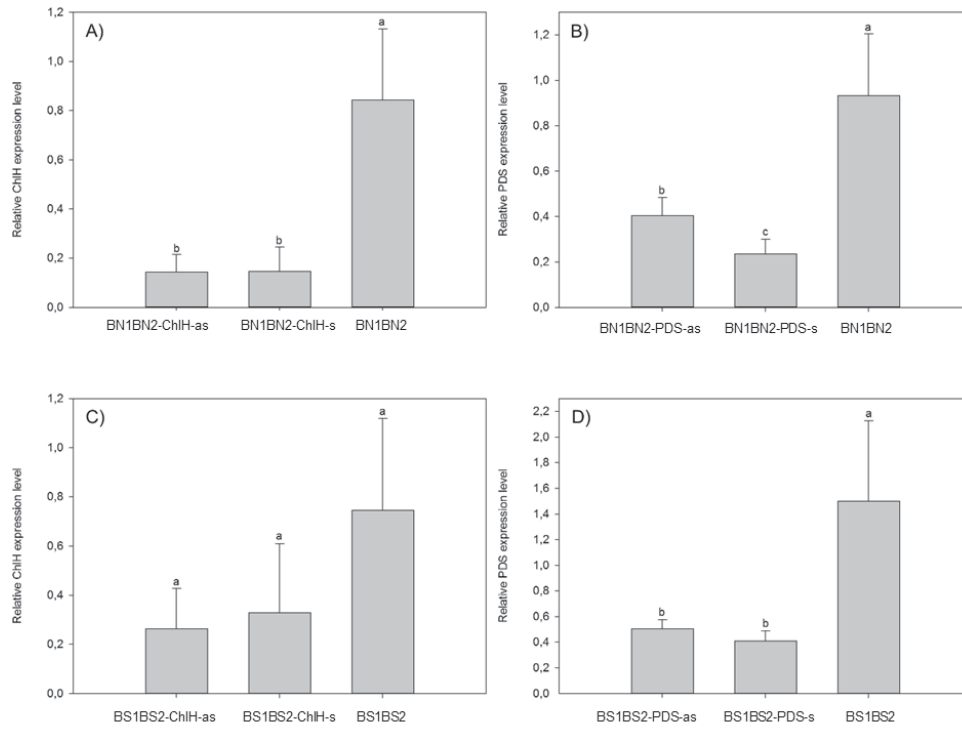 A)
Relative ChlH expression level
1,2
1,0
0,8
0,6
0,4
0,2
0,0
b
b
a
BN1BN2-ChlH-as
BN1BN2-ChlH-s
BN1BN2
B)
Relative PDS expression level
1,2
1,0
0,8
0,6
0,4
0,2
0,0
b
c
a
BN1BN2-PDS-as
BN1BN2-PDS-s
BN1BN2
C)
Relative ChlH expression level
1,2
1,0
0,8
0,6
0,4
0,2
0,0
a
a
a
BS1BS2-ChlH-as
BS1BS2-ChlH-s
BS1BS2
D)
Relative PDS expression level
2,2
2,0
1,8
1,6
1,4
1,2
1,0
0,8
0,6
0,4
0,2
0,0
b
b
a
BS1BS2-PDS-as
BS1BS2-PDS-s
BS1BS2